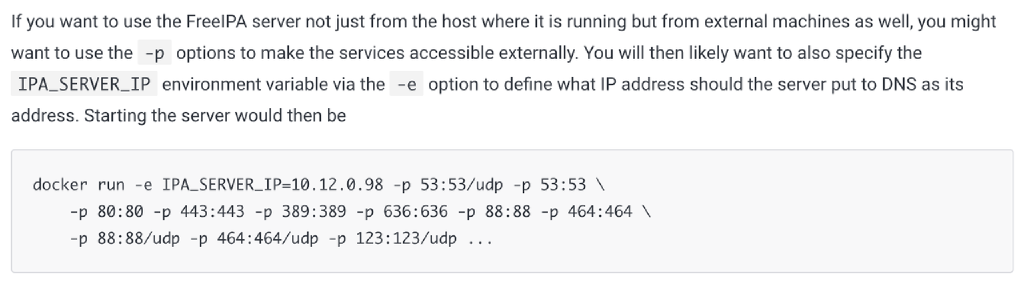 If you want to use the FreeIPA server not just from the host where it is running but from external machines as well, you might
want to use the -p options to make the services accessible externally. You will then likely want to also specify the
IPA_SERVER_IP environment variable via the -e option to define what IP address should the server put to DNS as its
address. Starting the server would then be
docker run -e IPA_SERVER_IP=10.12.0.98 -p 53:53/udp -p 53:53 \
-p 80:80 -p 443:443 -p 389:389 -p 636:636 -p 88:88 -p 464:464 \
-p 88:88/udp -p 464:464/udp -p 123:123/udp ...